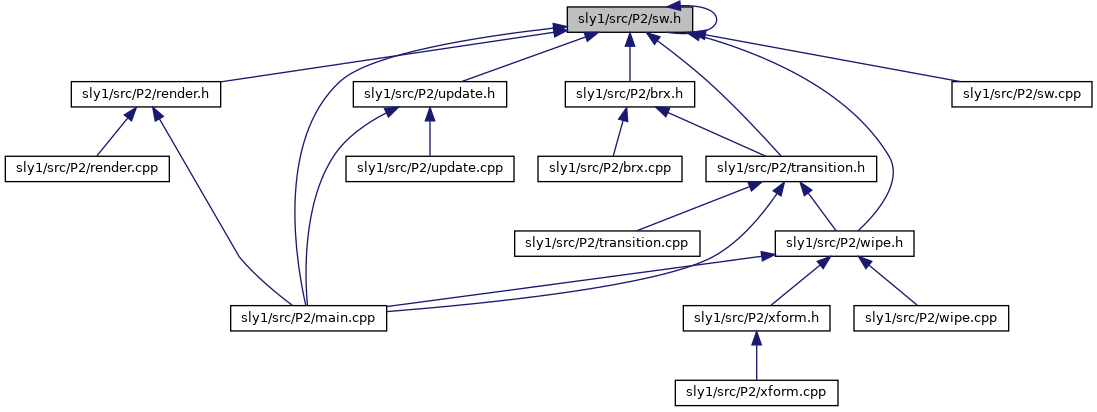 sly1/src/P2/sw.h
sly1/src/P2/render.h
sly1/src/P2/update.h
sly1/src/P2/brx.h
sly1/src/P2/sw.cpp
sly1/src/P2/render.cpp
sly1/src/P2/update.cpp
sly1/src/P2/brx.cpp
sly1/src/P2/transition.h
sly1/src/P2/transition.cpp
sly1/src/P2/wipe.h
sly1/src/P2/main.cpp
sly1/src/P2/xform.h
sly1/src/P2/wipe.cpp
sly1/src/P2/xform.cpp